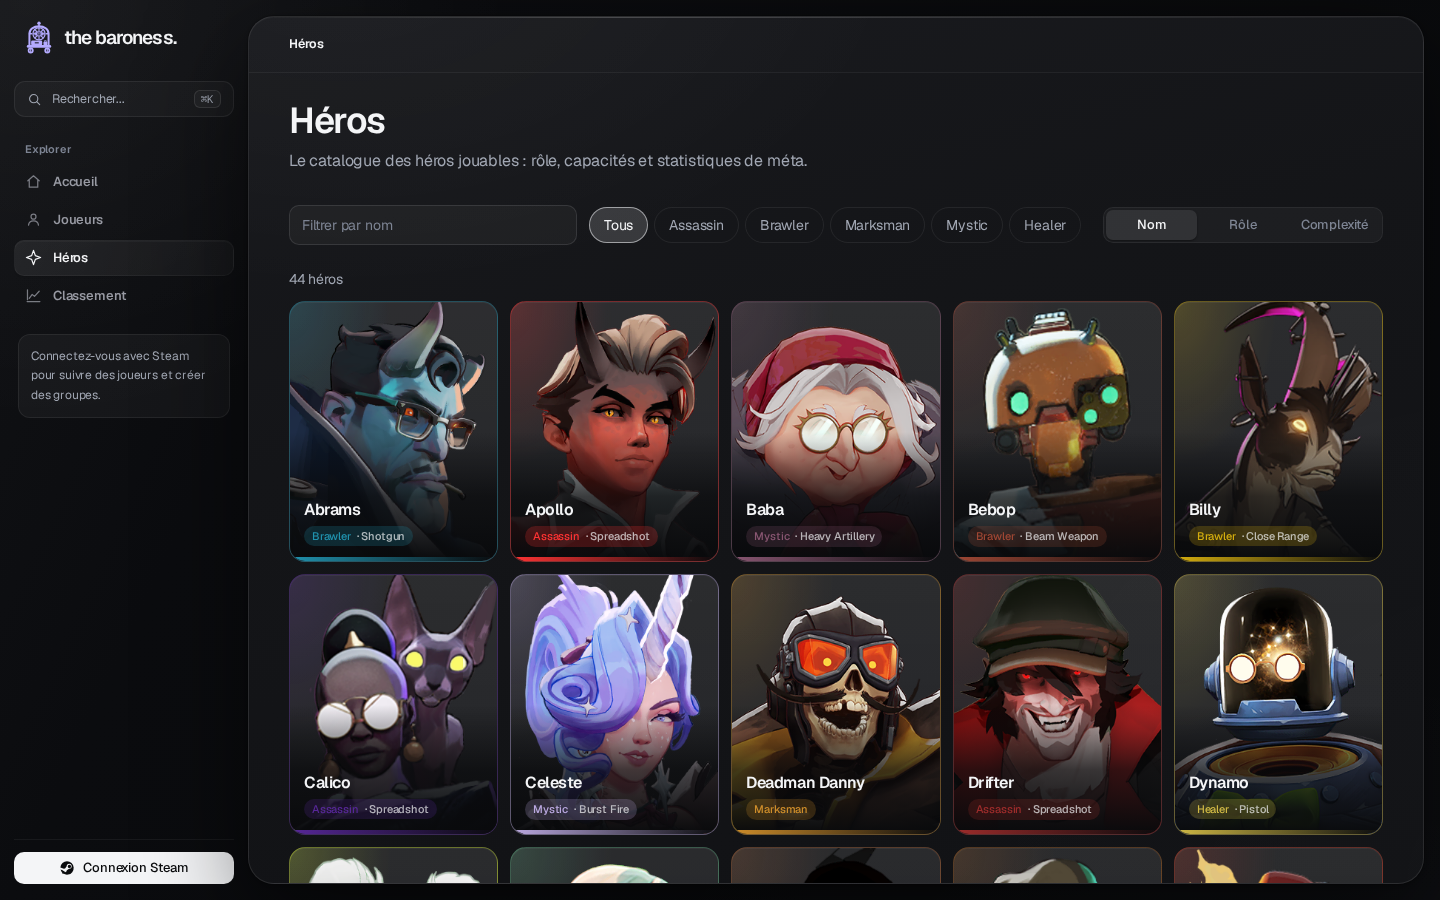 the baroness.
Rechercher...
⌘K
Explorer
Accueil
Joueurs
Héros
Classement
Connectez-vous avec Steam
pour suivre des joueurs et créer
des groupes.
Connexion Steam
Héros
Héros
Le catalogue des héros jouables : rôle, capacités et statistiques de méta.
Filtrer par nom
Tous
Assassin
Brawler
Marksman
Mystic
Healer
Nom
Rôle
Complexité
44 héros
Abrams
Brawler · Shotgun
Apollo
Assassin · Spreadshot
Baba
Mystic · Heavy Artillery
Bebop
Brawler · Beam Weapon
Billy
Brawler · Close Range
Calico
Assassin · Spreadshot
Celeste
Mystic · Burst Fire
Deadman Danny
Marksman
Drifter
Assassin · Spreadshot
Dynamo
Healer · Pistol